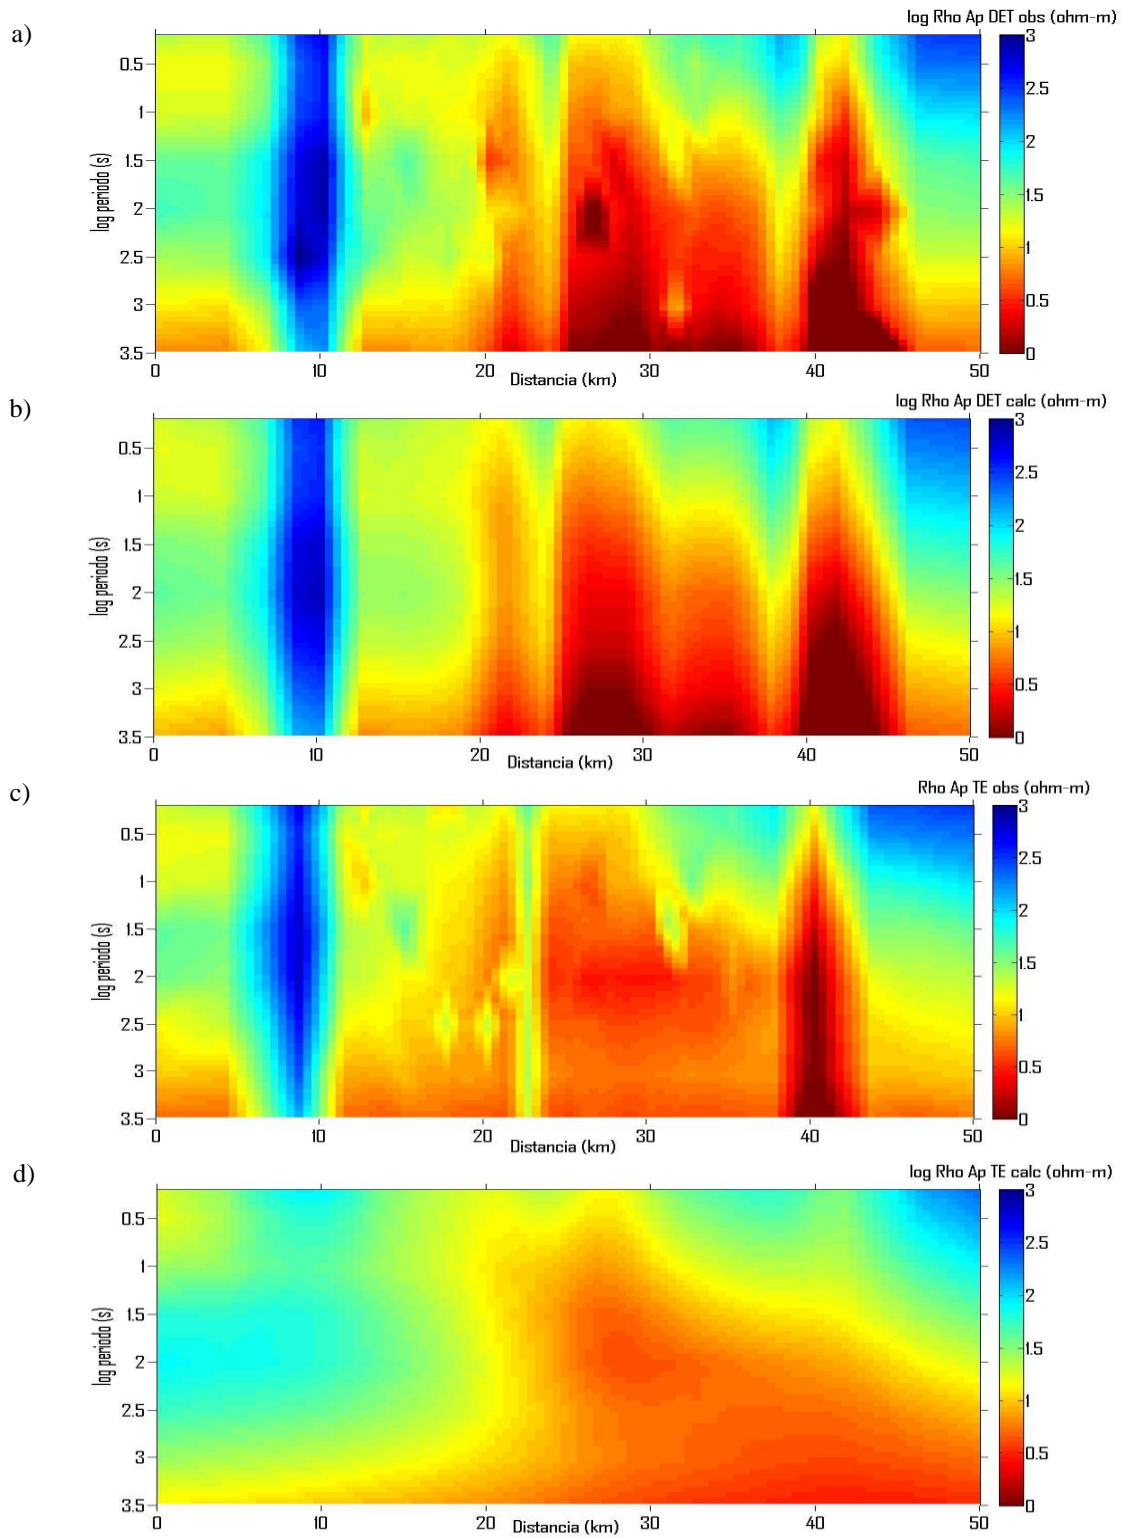 a)
log Rho Ap DET obs (ohm-m)
log periodo (s)
0.5
1
1.5
2
2.5
3
3.5
0 10 20 30 40 50
Distancia (km)
3
2.5
2
1.5
1
0.5
0
b)
log Rho Ap DET calc (ohm-m)
log periodo (s)
0.5
1
1.5
2
2.5
3
3.5
0 10 20 30 40 50
Distancia (km)
3
2.5
2
1.5
1
0.5
0
c)
Rho Ap TE obs (ohm-m)
log periodo (s)
0.5
1
1.5
2
2.5
3
3.5
0 10 20 30 40 50
Distancia (km)
3
2.5
2
1.5
1
0.5
0
d)
log Rho Ap TE calc (ohm-m)
log periodo (s)
0.5
1
1.5
2
2.5
3
3.5
0 10 20 30 40 50
Distancia (km)
3
2.5
2
1.5
1
0.5
0